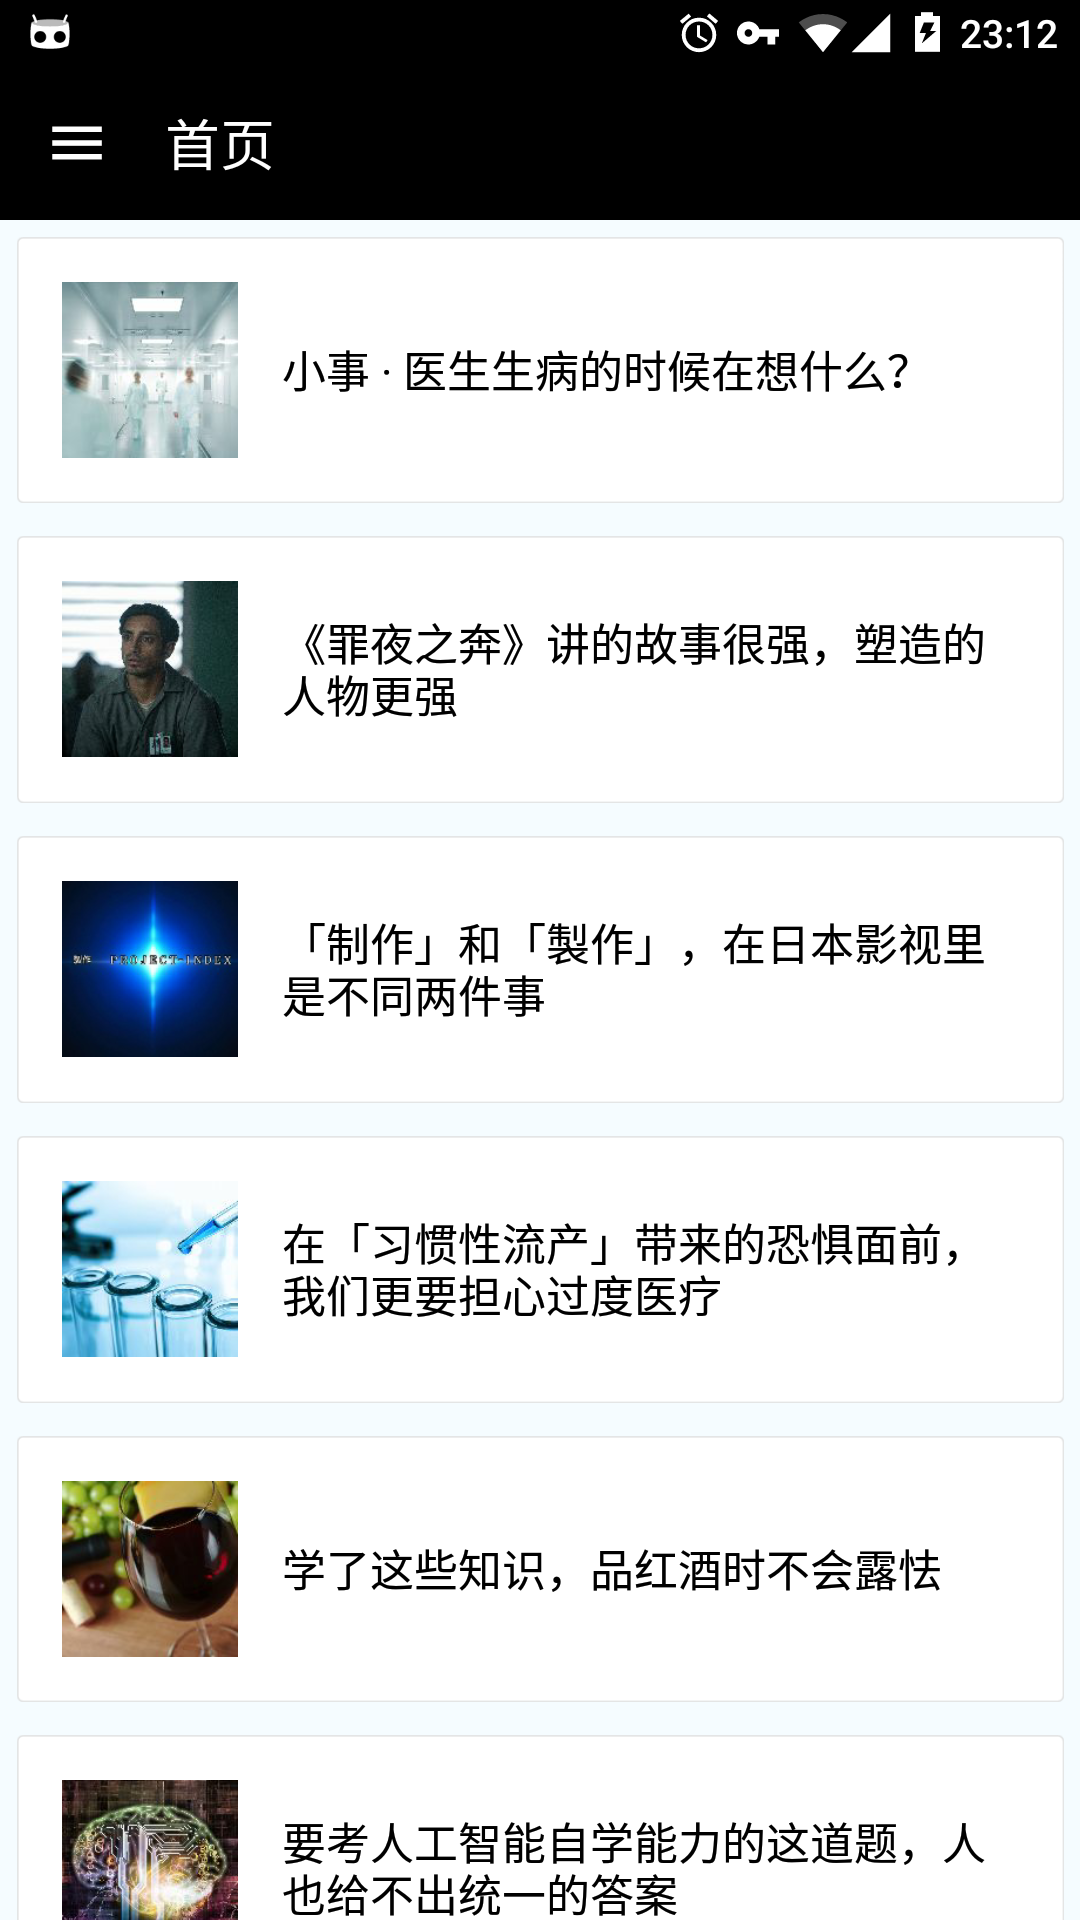 23:12
首页
小事 · 医生生病的时候在想什么？
《罪夜之奔》讲的故事很强，塑造的
人物更强
製作 PROJECT-INDEX
「制作」和「製作」，在日本影视里
是不同两件事
在「习惯性流产」带来的恐惧面前，
我们更要担心过度医疗
学了这些知识，品红酒时不会露怯
要考人工智能自学能力的这道题，人
也给不出统一的答案